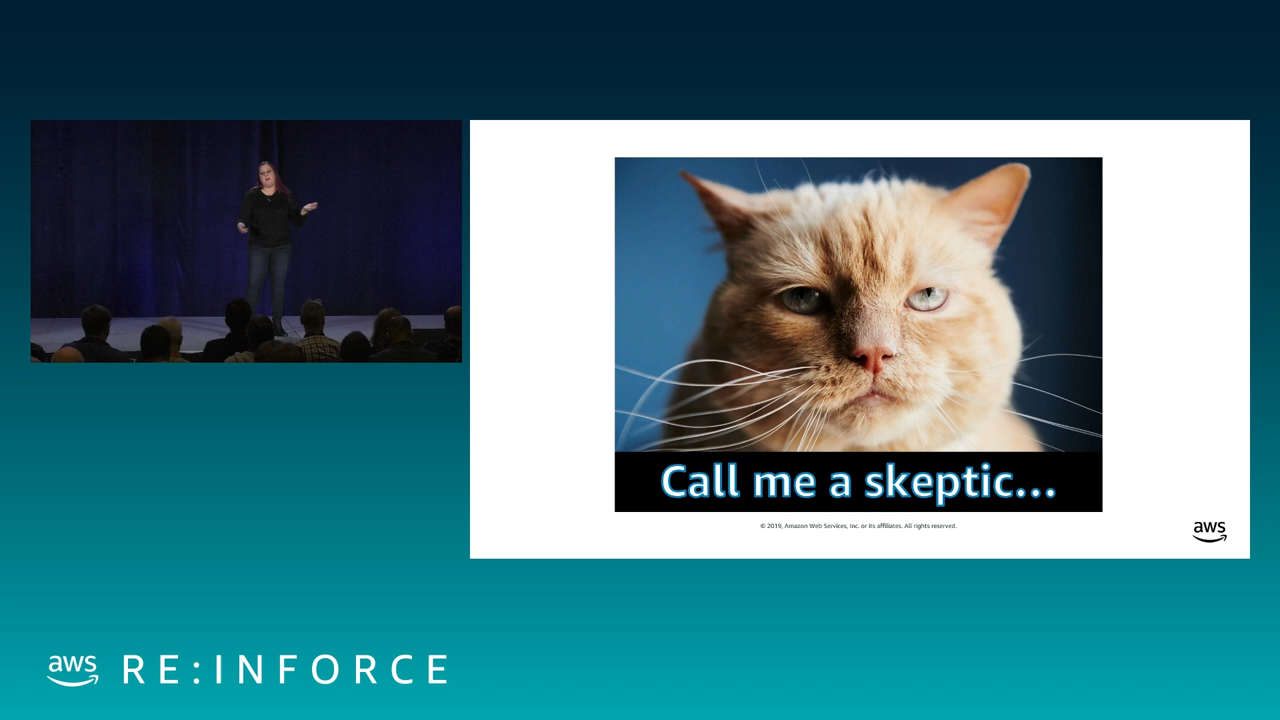 Call me a skeptic...
© 2019, Amazon Web Services, Inc. or its affiliates. All rights reserved.
aws
aws RE:INFORCE